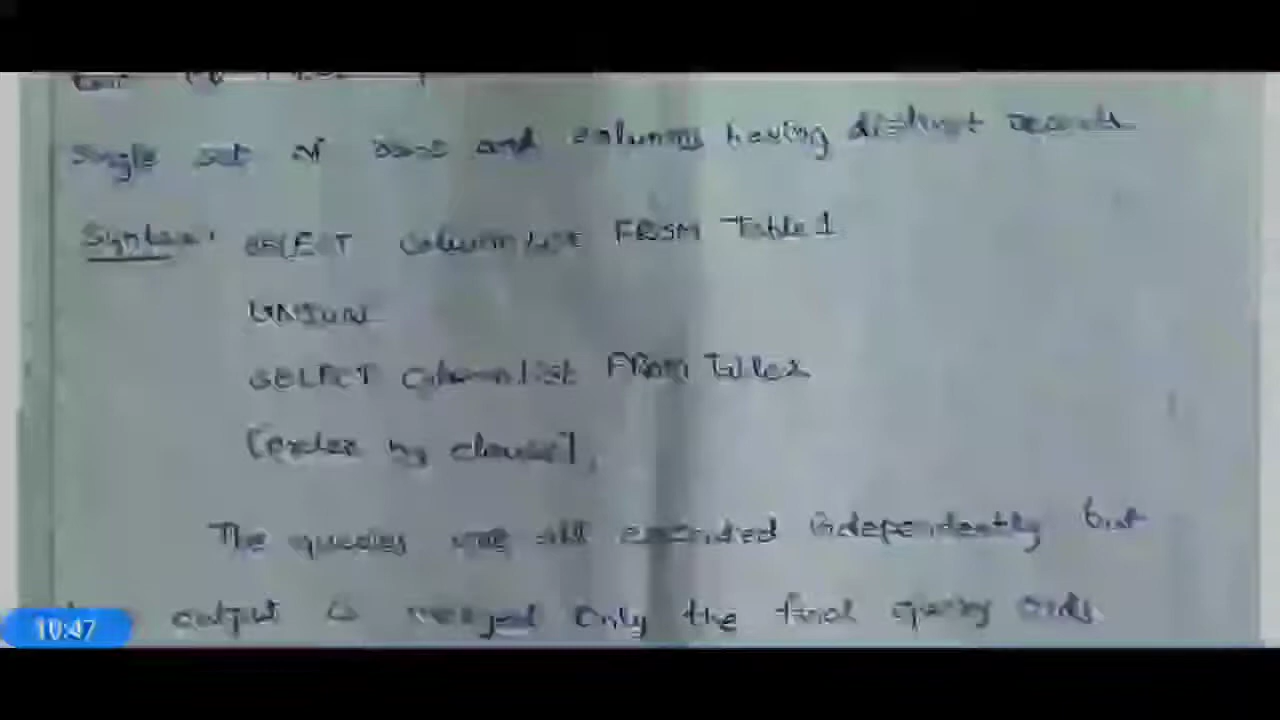 single set of rows and columns having distinct records
Syntax: SELECT Columnlist FROM Table1
UNION
SELECT Columnlist FROM Table2
[order by clause];
The queries are all executed independently but
output is merged only the final query ends
10:47